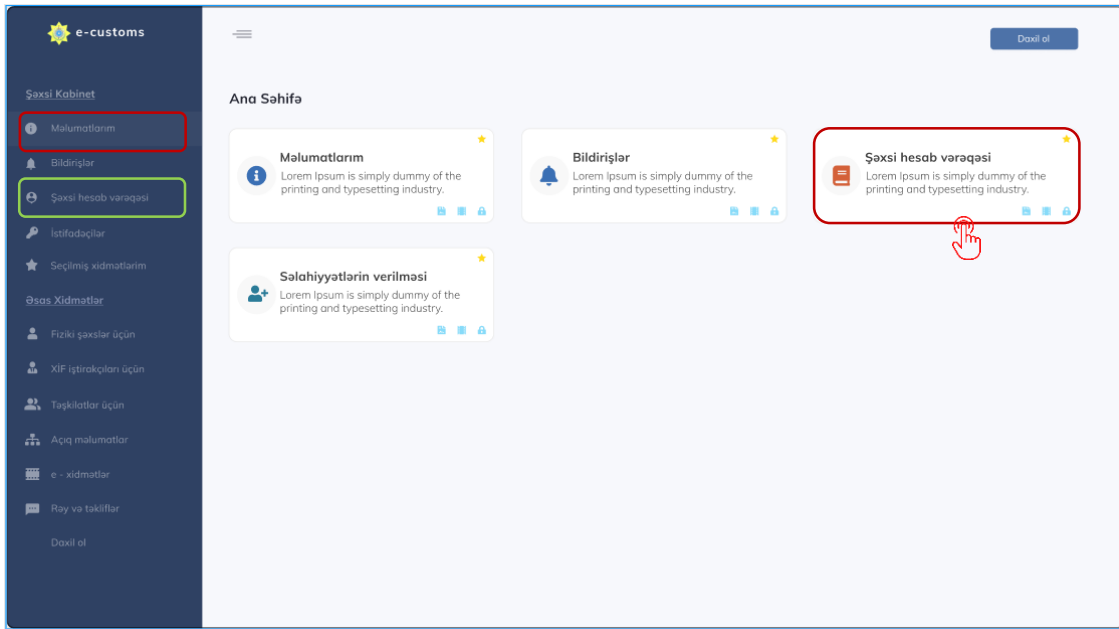 e-customs
Daxil ol
Şəxsi Kabinet
Məlumatlarım
Bildirişlər
Şəxsi hesab vərəqəsi
İstifadəçilər
Seçilmiş xidmətlərim
Əsas Xidmətlər
Fiziki şəxslər üçün
XİF iştirakçıları üçün
Təşkilatlar üçün
Açıq məlumatlar
e - xidmətlər
Rəy və təkliflər
Daxil ol
Ana Səhifə
Məlumatlarım
Lorem Ipsum is simply dummy of the
printing and typesetting industry.
Bildirişlər
Lorem Ipsum is simply dummy of the
printing and typesetting industry.
Şəxsi hesab vərəqəsi
Lorem Ipsum is simply dummy of the
printing and typesetting industry.
Səlahiyyətlərin verilməsi
Lorem Ipsum is simply dummy of the
printing and typesetting industry.